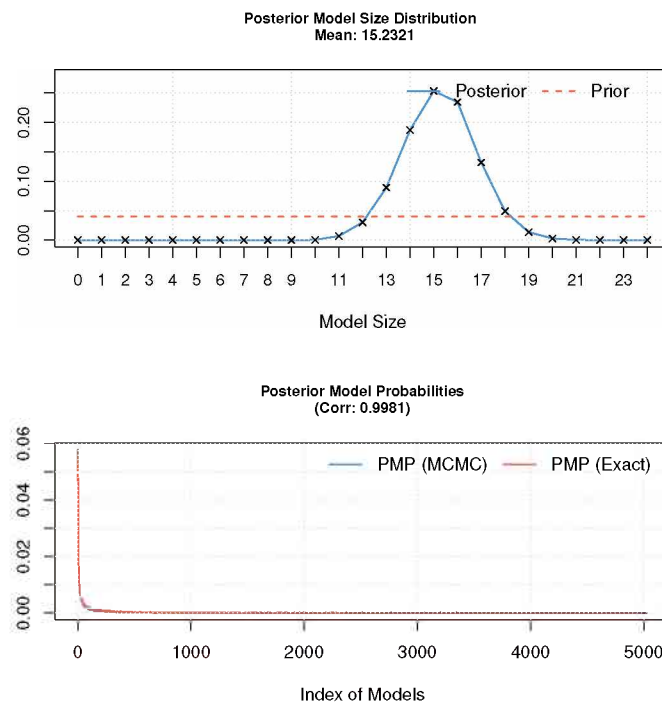 Posterior Model Size Distribution
Mean: 15.2321
Posterior Prior
0.20
0.10
0.00
0 1 2 3 4 5 6 7 8 9 11 13 15 17 19 21 23
Model Size
Posterior Model Probabilities
(Corr: 0.9981)
PMP (MCMC) PMP (Exact)
0.06
0.04
0.02
0.00
0 1000 2000 3000 4000 5000
Index of Models